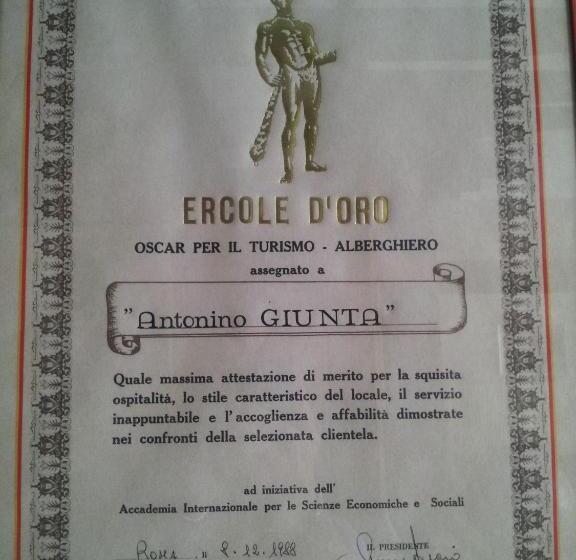 ERCOLE D'ORO
OSCAR PER IL TURISMO - ALBERGHIERO
assegnato a
"Antonino GIUNTA"
Quale massima attestazione di merito per la squisita
ospitalità, lo stile caratteristico del locale, il servizio
inappuntabile e l'accoglienza e affabilità dimostrate
nei confronti della selezionata clientela.
ad iniziativa dell'
Accademia Internazionale per le Scienze Economiche e Sociali
Roma, .12.1988
IL PRESIDENTE